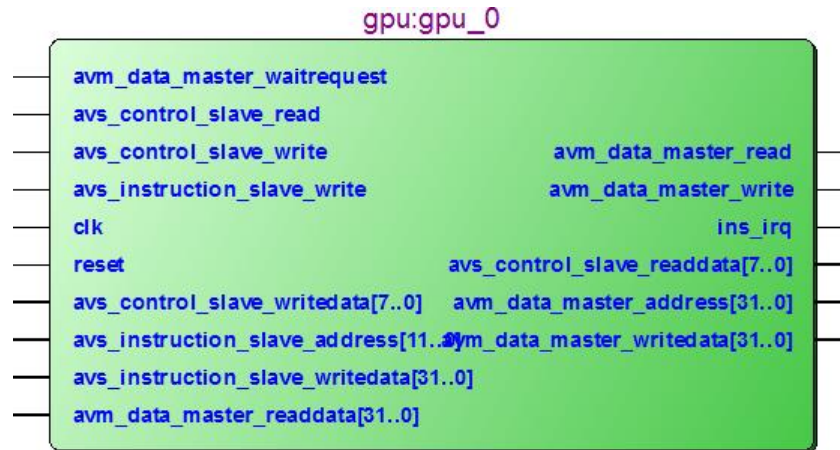 gpu:gpu_0
avm_data_master_waitrequest
avs_control_slave_read
avs_control_slave_write
avm_data_master_read
avs_instruction_slave_write
avm_data_master_write
clk
ins_irq
reset
avs_control_slave_readdata[7..0]
avs_control_slave_writedata[7..0]
avm_data_master_address[31..0]
avs_instruction_slave_address[11..0]
avm_data_master_writedata[31..0]
avs_instruction_slave_writedata[31..0]
avm_data_master_readdata[31..0]